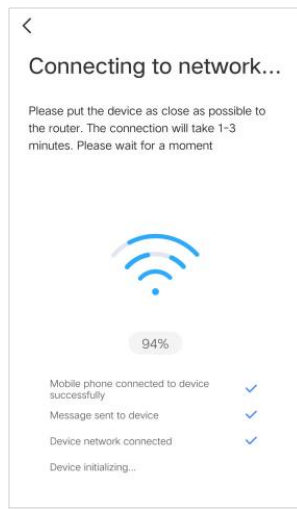 Connecting to network...
Please put the device as close as possible to
the router. The connection will take 1-3
minutes. Please wait for a moment
94%
Mobile phone connected to device
successfully
Message sent to device
Device network connected
Device initializing...